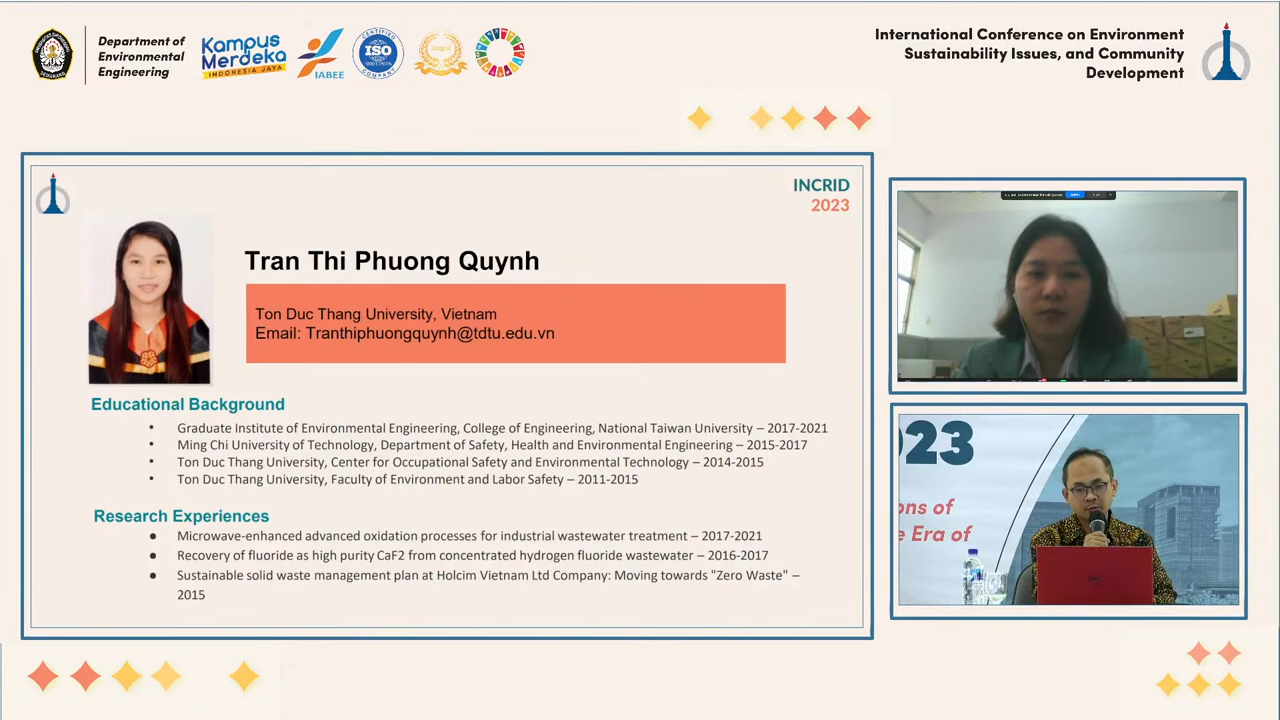 Department of
Environmental
Engineering
Kampus
Merdeka
INDONESIA JAYA
IABEE
CERTIFIED
ISO
COMPANY
International Conference on Environment
Sustainability Issues, and Community
Development
INCRID
2023
Tran Thi Phuong Quynh
Ton Duc Thang University, Vietnam
Email: Tranthiphuongquynh@tdtu.edu.vn
Educational Background
• Graduate Institute of Environmental Engineering, College of Engineering, National Taiwan University – 2017-2021
• Ming Chi University of Technology, Department of Safety, Health and Environmental Engineering – 2015-2017
• Ton Duc Thang University, Center for Occupational Safety and Environmental Technology – 2014-2015
• Ton Duc Thang University, Faculty of Environment and Labor Safety – 2011-2015
Research Experiences
● Microwave-enhanced advanced oxidation processes for industrial wastewater treatment – 2017-2021
● Recovery of fluoride as high purity CaF2 from concentrated hydrogen fluoride wastewater – 2016-2017
● Sustainable solid waste management plan at Holcim Vietnam Ltd Company: Moving towards "Zero Waste" –
2015
023
ons of
e Era of